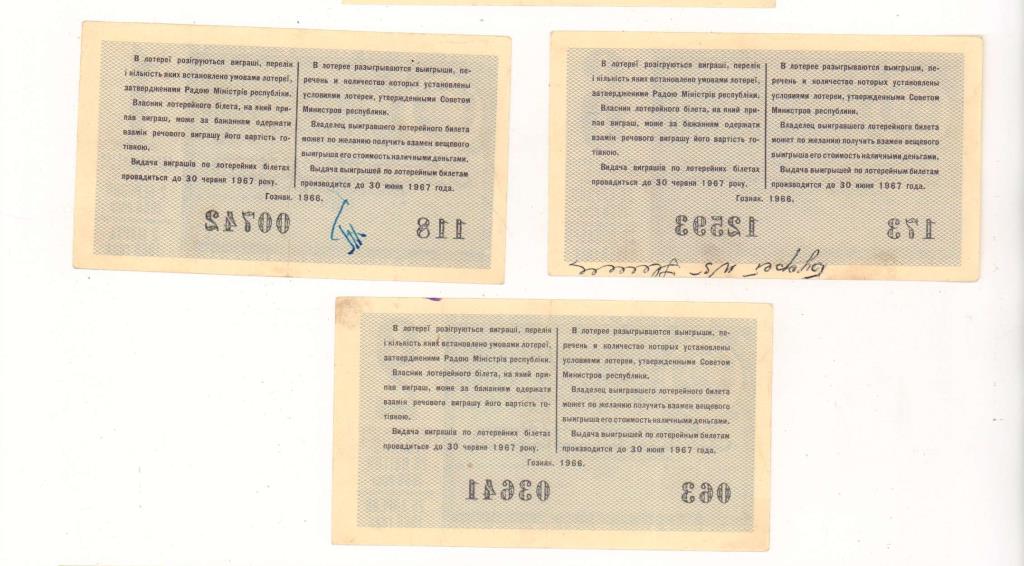 В лотереї розігруються виграші, перелік
і кількість яких встановлено умовами лотереї,
затвердженими Радою Міністрів республіки.
Власник лотерейного білета, на який при-
пав виграш, може за бажанням одержати
взамін речового виграшу його вартість го-
тівкою.
Видача виграшів по лотерейних білетах
провадиться до 30 червня 1967 року.
В лотерее разыгрываются выигрыши, пе-
речень и количество которых установлены
условиями лотереи, утвержденными Советом
Министров республики.
Владелец выигравшего лотерейного билета
может по желанию получить взамен вещевого
выигрыша его стоимость наличными деньгами.
Выдача выигрышей по лотерейным билетам
производится до 30 июня 1967 года.
Гознак. 1966.
00742 118
В лотереї розігруються виграші, перелік
і кількість яких встановлено умовами лотереї,
затвердженими Радою Міністрів республіки.
Власник лотерейного білета, на який при-
пав виграш, може за бажанням одержати
взамін речового виграшу його вартість го-
тівкою.
Видача виграшів по лотерейних білетах
провадиться до 30 червня 1967 року.
В лотерее разыгрываются выигрыши, пе-
речень и количество которых установлены
условиями лотереи, утвержденными Советом
Министров республики.
Владелец выигравшего лотерейного билета
может по желанию получить взамен вещевого
выигрыша его стоимость наличными деньгами.
Выдача выигрышей по лотерейным билетам
производится до 30 июня 1967 года.
Гознак. 1966.
12593 173
В лотереї розігруються виграші, перелік
і кількість яких встановлено умовами лотереї,
затвердженими Радою Міністрів республіки.
Власник лотерейного білета, на який при-
пав виграш, може за бажанням одержати
взамін речового виграшу його вартість го-
тівкою.
Видача виграшів по лотерейних білетах
провадиться до 30 червня 1967 року.
В лотерее разыгрываются выигрыши, пе-
речень и количество которых установлены
условиями лотереи, утвержденными Советом
Министров республики.
Владелец выигравшего лотерейного билета
может по желанию получить взамен вещевого
выигрыша его стоимость наличными деньгами.
Выдача выигрышей по лотерейным билетам
производится до 30 июня 1967 года.
Гознак. 1966.
03641 063